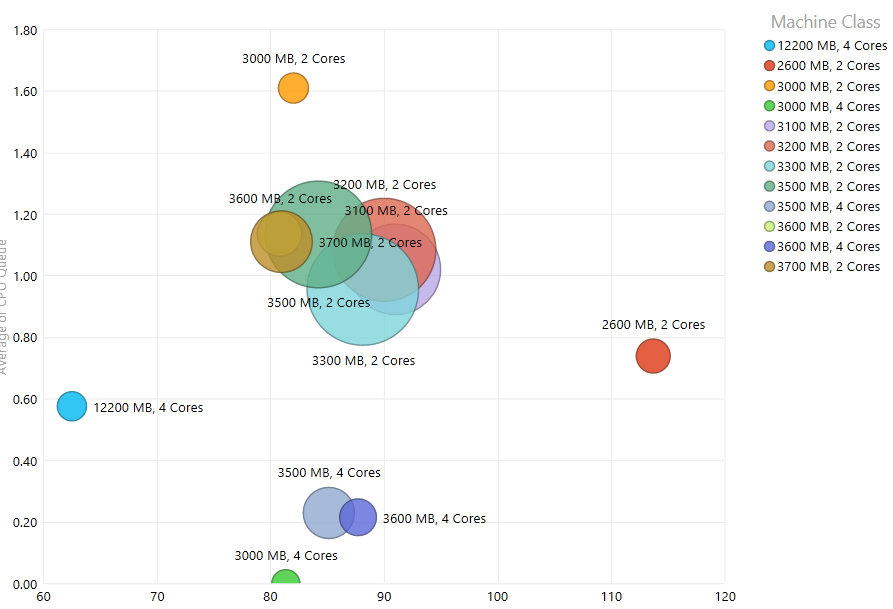 Machine Class
12200 MB, 4 Cores
2600 MB, 2 Cores
3000 MB, 2 Cores
3000 MB, 4 Cores
3100 MB, 2 Cores
3200 MB, 2 Cores
3300 MB, 2 Cores
3500 MB, 2 Cores
3500 MB, 4 Cores
3600 MB, 2 Cores
3600 MB, 4 Cores
3700 MB, 2 Cores
1.80
1.60
1.40
1.20
1.00
0.80
0.60
0.40
0.20
0.00
Average of CPU Queue
3000 MB, 2 Cores
3200 MB, 2 Cores
3600 MB, 2 Cores
3100 MB, 2 Cores
3700 MB, 2 Cores
3500 MB, 2 Cores
2600 MB, 2 Cores
3300 MB, 2 Cores
12200 MB, 4 Cores
3500 MB, 4 Cores
3600 MB, 4 Cores
3000 MB, 4 Cores
60 70 80 90 100 110 120